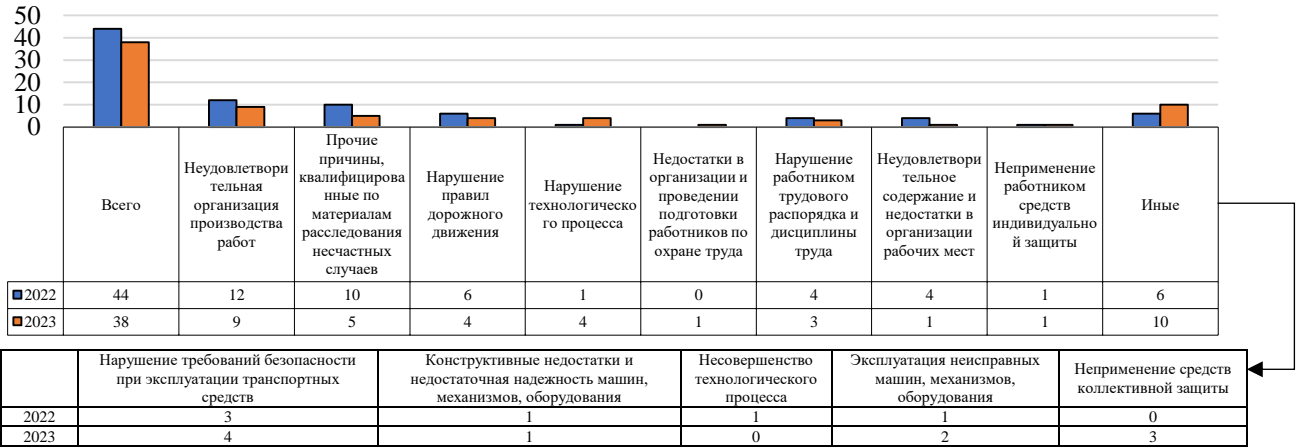 50
40
30
20
10
0
Всего
Неудовлетвори
тельная
организация
производства
работ
Прочие
причины,
квалифицирова
нные по
материалам
расследования
несчастных
случаев
Нарушение
правил
дорожного
движения
Нарушение
технологическо
го процесса
Недостатки в
организации и
проведении
подготовки
работников по
охране труда
Нарушение
работником
трудового
распорядка и
дисциплины
труда
Неудовлетвори
тельное
содержание и
недостатки в
организации
рабочих мест
Неприменение
работником
средств
индивидуально
й защиты
Иные
2022 44 12 10 6 1 0 4 4 1 6
2023 38 9 5 4 4 1 3 1 1 10
Нарушение требований безопасности
при эксплуатации транспортных
средств
Конструктивные недостатки и
недостаточная надежность машин,
механизмов, оборудования
Несовершенство
технологического
процесса
Эксплуатация неисправных
машин, механизмов,
оборудования
Неприменение средств
коллективной защиты
2022 3 1 1 1 0
2023 4 1 0 2 3